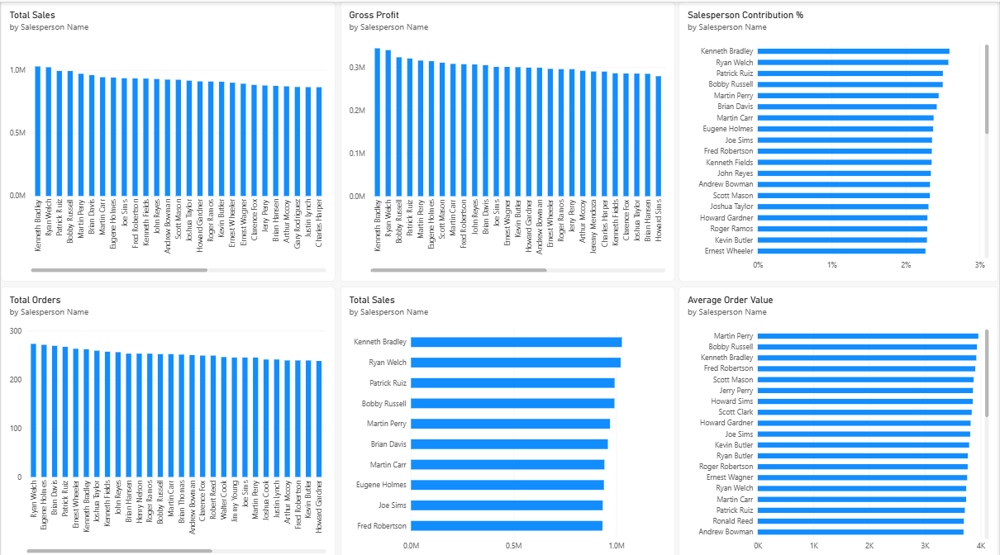 Total Sales
by Salesperson Name
1.0M
0.5M
0.0M
Kenneth Bradley
Ryan Welch
Patrick Ruiz
Bobby Russell
Martin Perry
Brian Davis
Martin Carr
Eugene Holmes
Joe Sims
Fred Robertson
Kenneth Fields
John Reyes
Andrew Bowman
Scott Mason
Joshua Taylor
Howard Gardner
Roger Ramos
Kevin Butler
Ernest Wheeler
Ernest Wagner
Clarence Fox
Jerry Perry
Brian Hansen
Arthur Mccoy
Gary Rodriguez
Justin Lynch
Charles Harper
Gross Profit
by Salesperson Name
0.3M
0.2M
0.1M
0.0M
Kenneth Bradley
Ryan Welch
Bobby Russell
Patrick Ruiz
Martin Perry
Eugene Holmes
Scott Mason
Martin Carr
Fred Robertson
John Reyes
Brian Davis
Joe Sims
Ernest Wagner
Kevin Butler
Howard Gardner
Andrew Bowman
Ernest Wheeler
Roger Ramos
Jerry Perry
Arthur Mccoy
Jeremy Mendoza
Charles Harper
Kenneth Fields
Clarence Fox
Joshua Taylor
Brian Hansen
Howard Sims
Salesperson Contribution %
by Salesperson Name
Kenneth Bradley
Ryan Welch
Patrick Ruiz
Bobby Russell
Martin Perry
Brian Davis
Martin Carr
Eugene Holmes
Joe Sims
Fred Robertson
Kenneth Fields
John Reyes
Andrew Bowman
Scott Mason
Joshua Taylor
Howard Gardner
Roger Ramos
Kevin Butler
Ernest Wheeler
0%
1%
2%
3%
Total Orders
by Salesperson Name
300
200
100
0
Ryan Welch
Eugene Holmes
Brian Davis
Patrick Ruiz
Ernest Wheeler
Kenneth Bradley
Joshua Taylor
Kenneth Fields
John Reyes
Brian Hansen
Henry Nelson
Roger Ramos
Bobby Russell
Martin Carr
Brian Thomas
Andrew Bowman
Clarence Fox
Robert Reed
Walter Cook
Jimmy Young
Joe Sims
Martin Perry
Joshua Cook
Justin Lynch
Arthur Mccoy
Fred Robertson
Kevin Butler
Howard Gardner
Total Sales
by Salesperson Name
Kenneth Bradley
Ryan Welch
Patrick Ruiz
Bobby Russell
Martin Perry
Brian Davis
Martin Carr
Eugene Holmes
Joe Sims
Fred Robertson
0.0M
0.5M
1.0M
Average Order Value
by Salesperson Name
Martin Perry
Bobby Russell
Kenneth Bradley
Fred Robertson
Scott Mason
Jerry Perry
Howard Sims
Scott Clark
Howard Gardner
Joe Sims
Kevin Butler
Ryan Butler
Roger Robertson
Ernest Wagner
Ryan Welch
Martin Carr
Patrick Ruiz
Ronald Reed
Andrew Bowman
0K
1K
2K
3K
4K